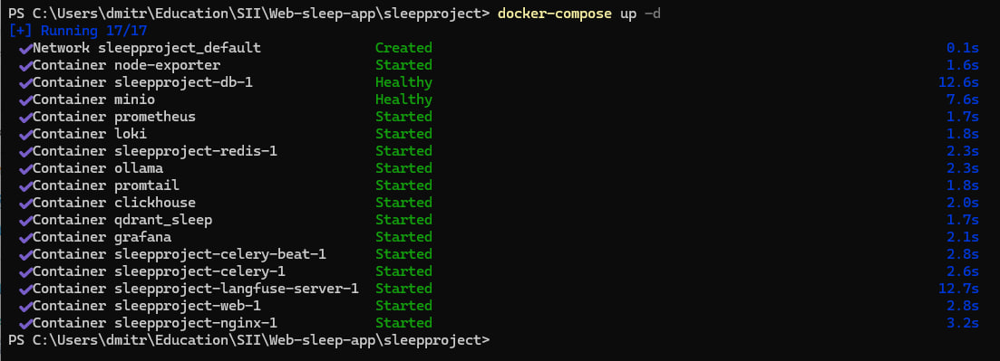 PS C:\Users\dmitr\Education\SII\Web-sleep-app\sleepproject> docker-compose up -d
[+] Running 17/17
✔Network sleepproject_default Created 0.1s
✔Container node-exporter Started 1.6s
✔Container sleepproject-db-1 Healthy 12.6s
✔Container minio Healthy 7.6s
✔Container prometheus Started 1.7s
✔Container loki Started 1.8s
✔Container sleepproject-redis-1 Started 2.3s
✔Container ollama Started 2.3s
✔Container promtail Started 1.8s
✔Container clickhouse Started 2.0s
✔Container qdrant_sleep Started 1.7s
✔Container grafana Started 2.1s
✔Container sleepproject-celery-beat-1 Started 2.8s
✔Container sleepproject-celery-1 Started 2.6s
✔Container sleepproject-langfuse-server-1 Started 12.7s
✔Container sleepproject-web-1 Started 2.8s
✔Container sleepproject-nginx-1 Started 3.2s
PS C:\Users\dmitr\Education\SII\Web-sleep-app\sleepproject>